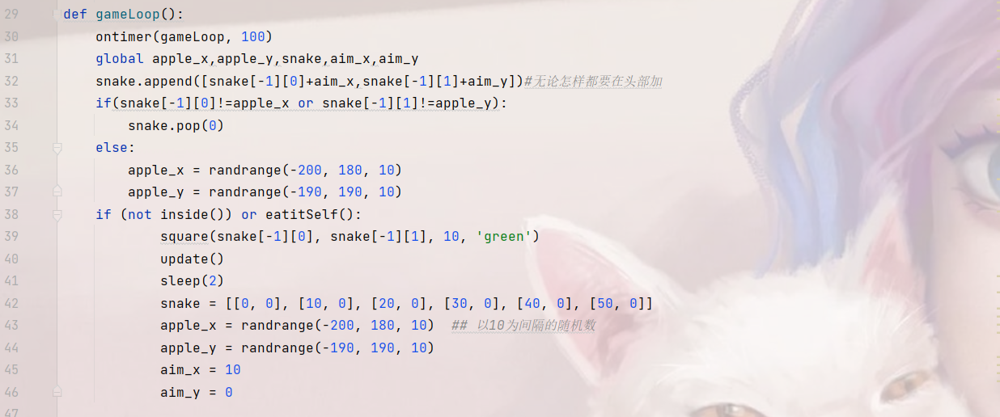 29 def gameLoop():
30 ontimer(gameLoop, 100)
31 global apple_x,apple_y,snake,aim_x,aim_y
32 snake.append([snake[-1][0]+aim_x,snake[-1][1]+aim_y])#无论怎样都要在头部加
33 if(snake[-1][0]!=apple_x or snake[-1][1]!=apple_y):
34 snake.pop(0)
35 else:
36 apple_x = randrange(-200, 180, 10)
37 apple_y = randrange(-190, 190, 10)
38 if (not inside()) or eatitSelf():
39 square(snake[-1][0], snake[-1][1], 10, 'green')
40 update()
41 sleep(2)
42 snake = [[0, 0], [10, 0], [20, 0], [30, 0], [40, 0], [50, 0]]
43 apple_x = randrange(-200, 180, 10)  ## 以10为间隔的随机数
44 apple_y = randrange(-190, 190, 10)
45 aim_x = 10
46 aim_y = 0
47